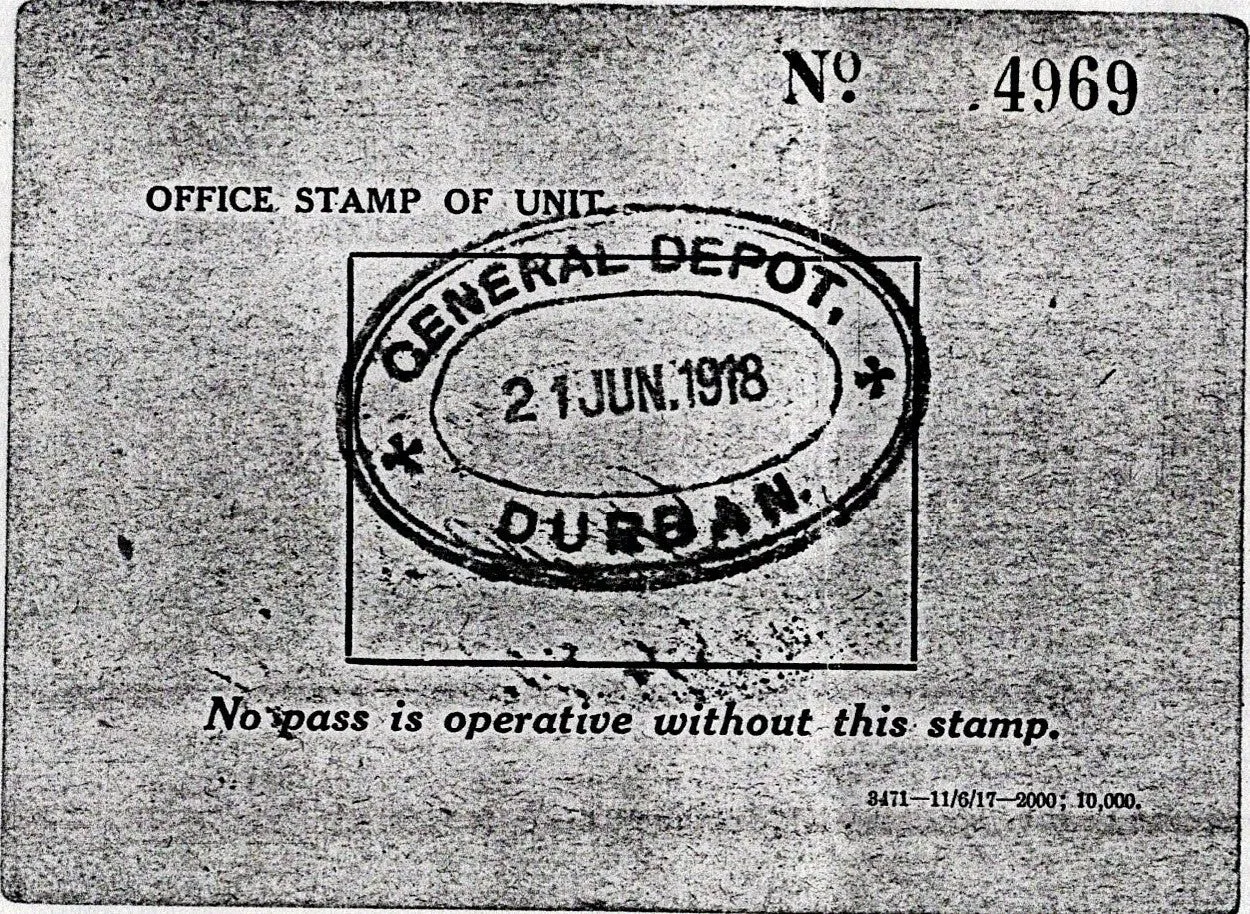 Nº. 4969
OFFICE STAMP OF UNIT.
GENERAL DEPOT,
21 JUN. 1918
DURBAN.
No pass is operative without this stamp.
3471—11/6/17—2000; 10,000.